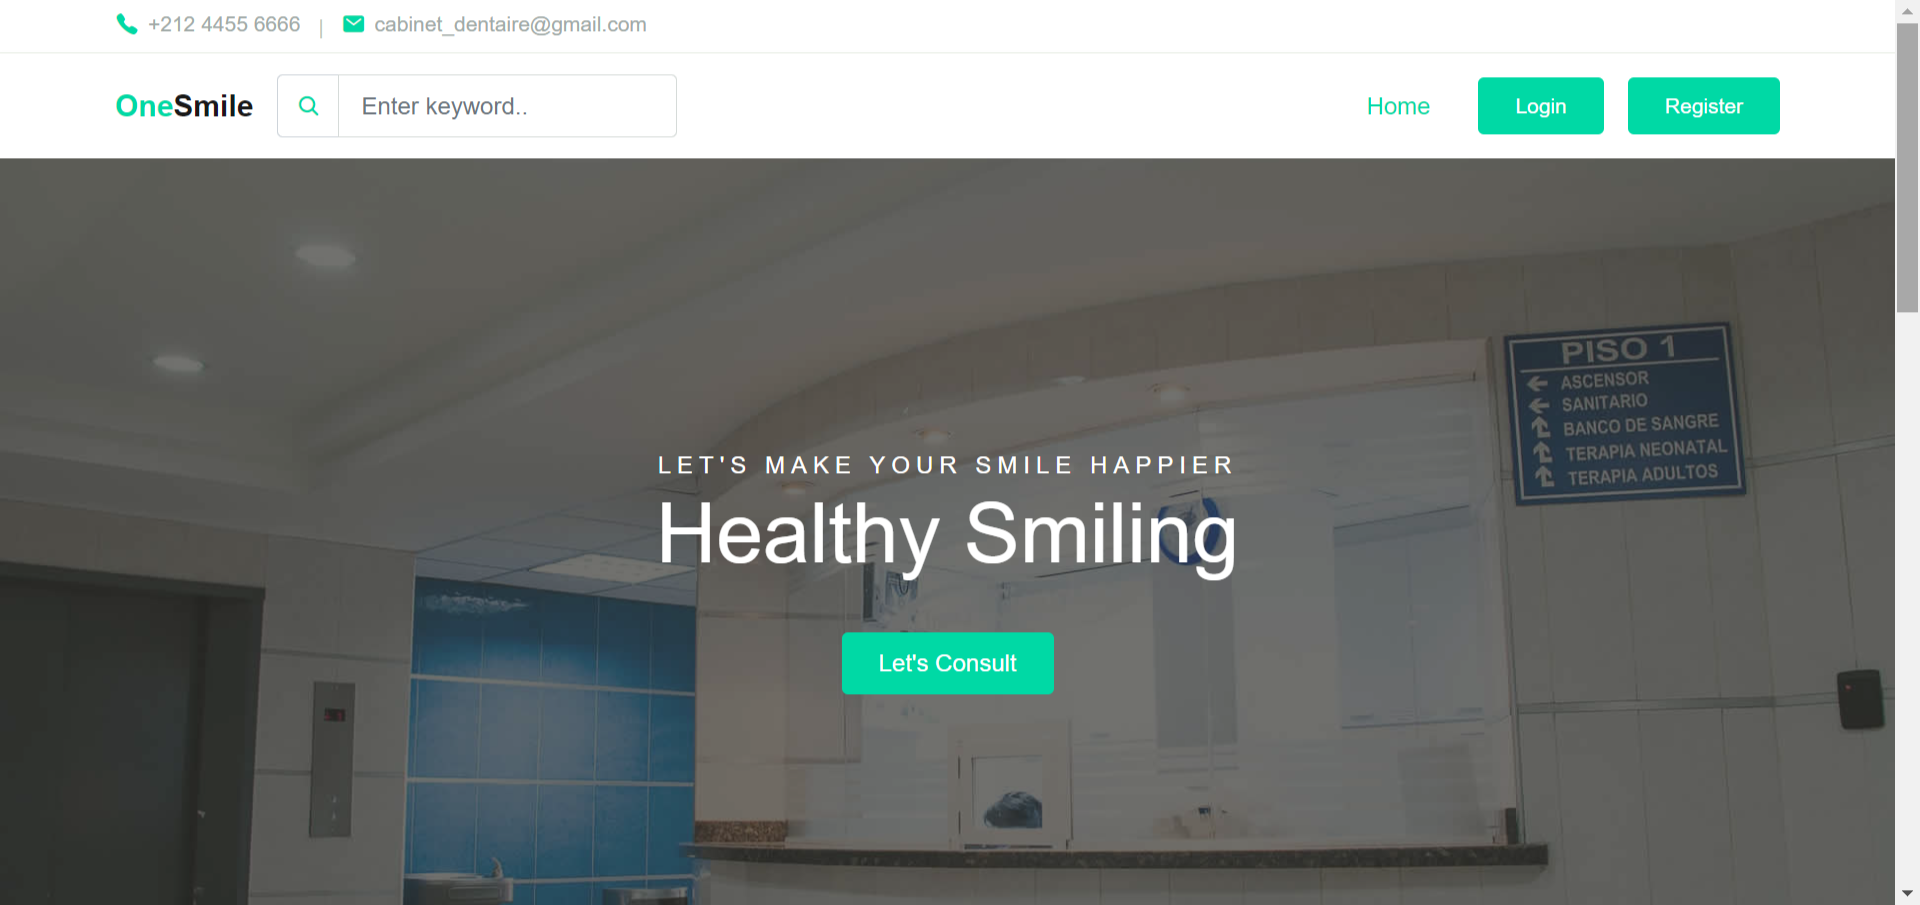 +212 4455 6666 | cabinet_dentaire@gmail.com
OneSmile
Enter keyword..
Home
Login
Register
PISO 1
ASCENSOR
SANITARIO
BANCO DE SANGRE
TERAPIA NEONATAL
TERAPIA ADULTOS
LET'S MAKE YOUR SMILE HAPPIER
Healthy Smiling
Let's Consult